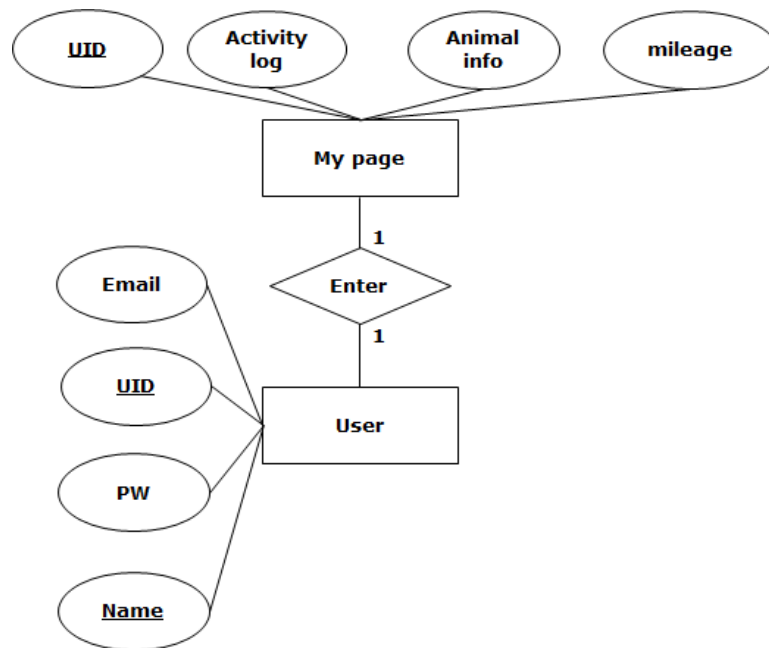 UID
Activity
log
Animal
info
mileage
My page
1
Enter
1
Email
UID
User
PW
Name